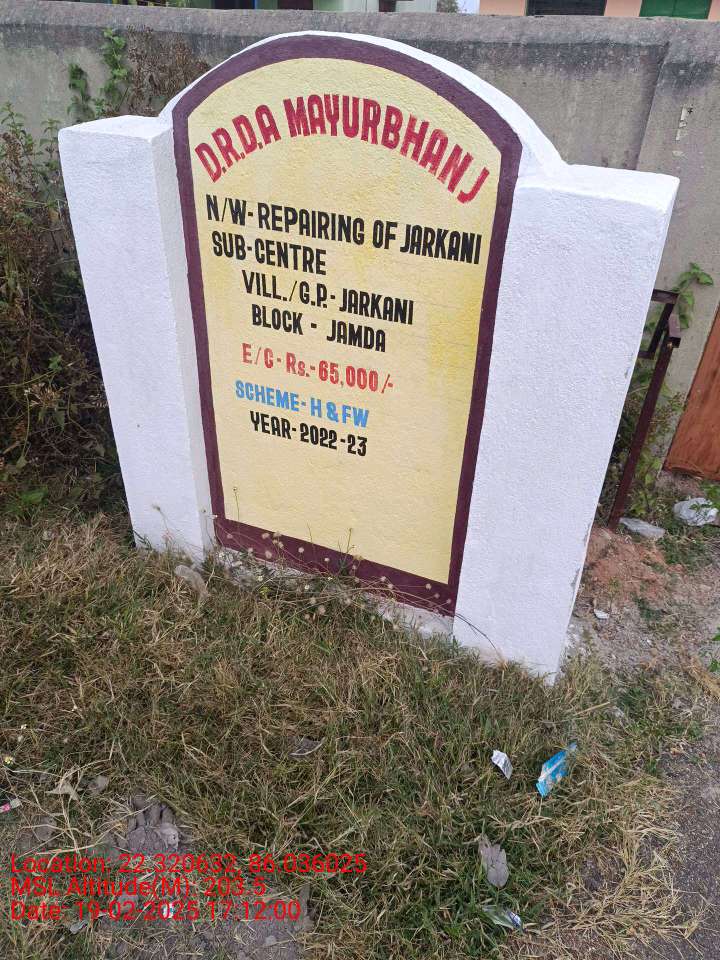 D.R.D.A MAYURBHANJ
N/W- REPAIRING OF JARKANI
SUB-CENTRE
VILL./G.P.- JARKANI
BLOCK - JAMDA
E/C- Rs.- 65,000/-
SCHEME- H & FW
YEAR- 2022-23
Location: 22.320632, 86.036025
MSL Altitude(M): 203.5
Date: 19-02-2025 17:12:00